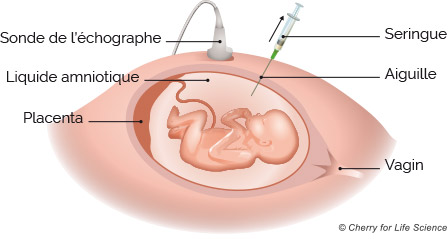 Sonde de l'échographe
Seringue
Liquide amniotique
Aiguille
Placenta
Vagin
© Cherry for Life Science